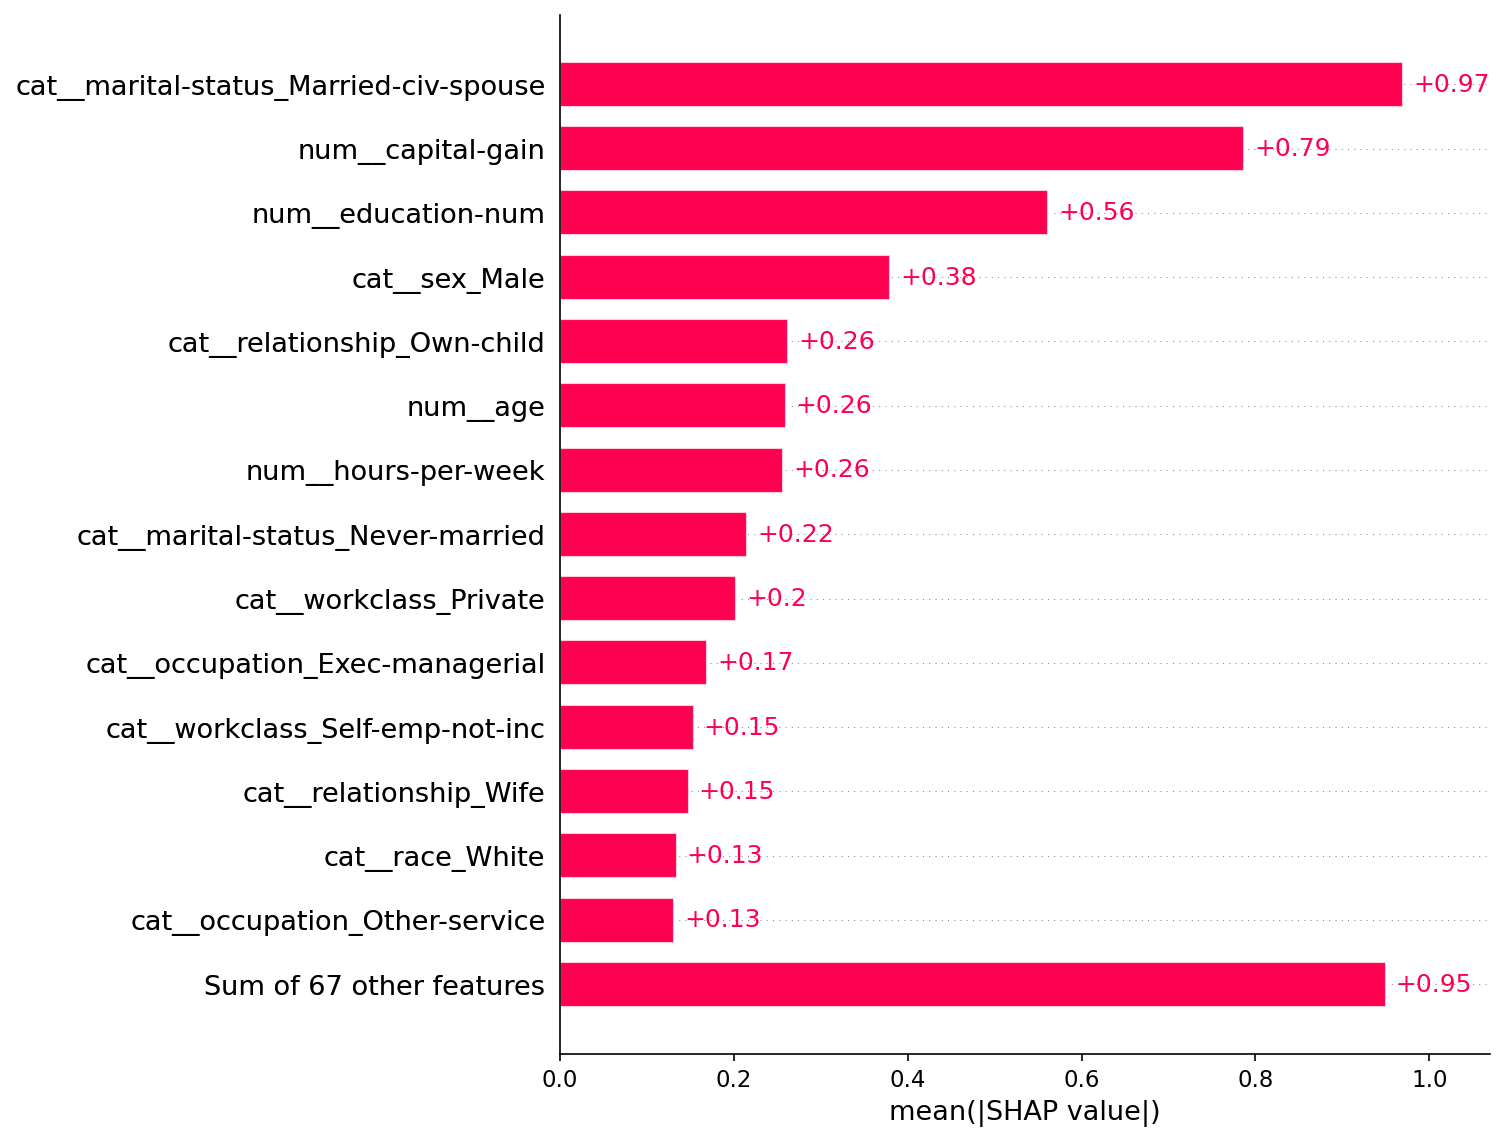 cat__marital-status_Married-civ-spouse +0.97
num__capital-gain +0.79
num__education-num +0.56
cat__sex_Male +0.38
cat__relationship_Own-child +0.26
num__age +0.26
num__hours-per-week +0.26
cat__marital-status_Never-married +0.22
cat__workclass_Private +0.2
cat__occupation_Exec-managerial +0.17
cat__workclass_Self-emp-not-inc +0.15
cat__relationship_Wife +0.15
cat__race_White +0.13
cat__occupation_Other-service +0.13
Sum of 67 other features +0.95
0.0 0.2 0.4 0.6 0.8 1.0
mean(|SHAP value|)